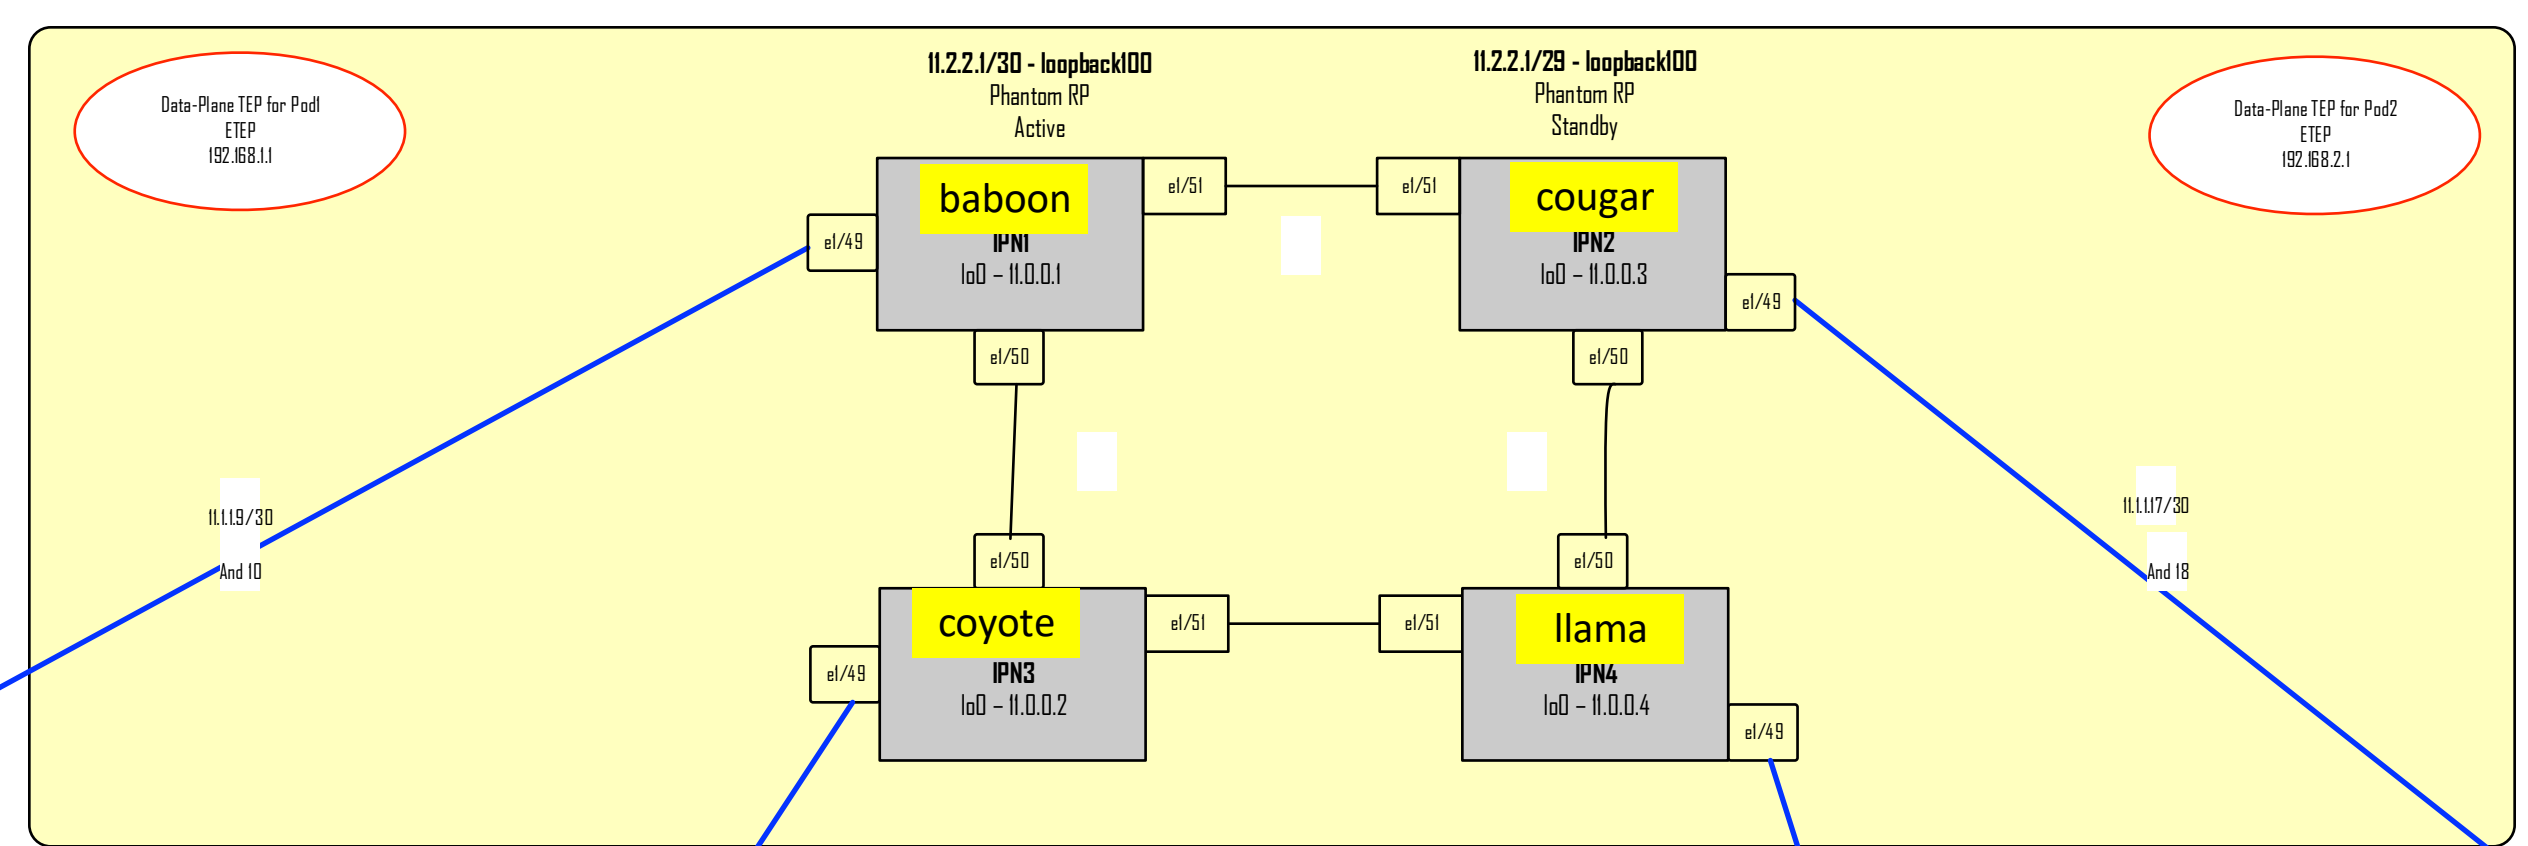 11.2.2.1/30 - loopback100
Phantom RP
Active
11.2.2.1/29 - loopback100
Phantom RP
Standby
Data-Plane TEP for Pod1
ETEP
192.168.1.1
Data-Plane TEP for Pod2
ETEP
192.168.2.1
baboon
IPN1
lo0 – 11.0.0.1
e1/51
e1/49
e1/50
e1/51
cougar
IPN2
lo0 – 11.0.0.3
e1/49
e1/50
11.1.1.9/30
And 10
11.1.1.17/30
And 18
e1/50
coyote
IPN3
lo0 – 11.0.0.2
e1/51
e1/49
e1/50
e1/51
llama
IPN4
lo0 – 11.0.0.4
e1/49